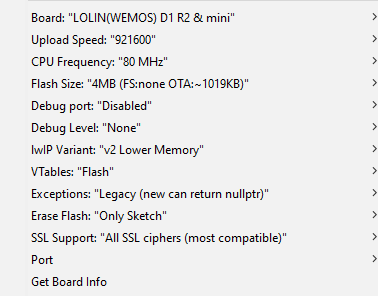 Board: "LOLIN(WEMOS) D1 R2 & mini"
Upload Speed: "921600"
CPU Frequency: "80 MHz"
Flash Size: "4MB (FS:none OTA:~1019KB)"
Debug port: "Disabled"
Debug Level: "None"
lwIP Variant: "v2 Lower Memory"
VTables: "Flash"
Exceptions: "Legacy (new can return nullptr)"
Erase Flash: "Only Sketch"
SSL Support: "All SSL ciphers (most compatible)"
Port
Get Board Info